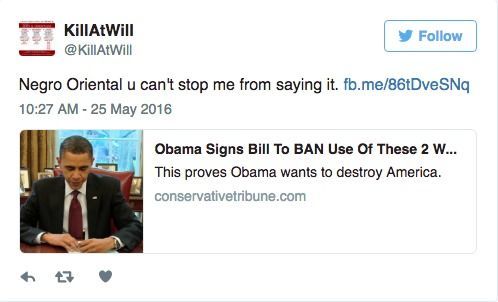 KillAtWill
@KillAtWill
Follow
Negro Oriental u can't stop me from saying it. fb.me/86tDveSNq
10:27 AM - 25 May 2016
Obama Signs Bill To BAN Use Of These 2 W...
This proves Obama wants to destroy America.
conservativetribune.com